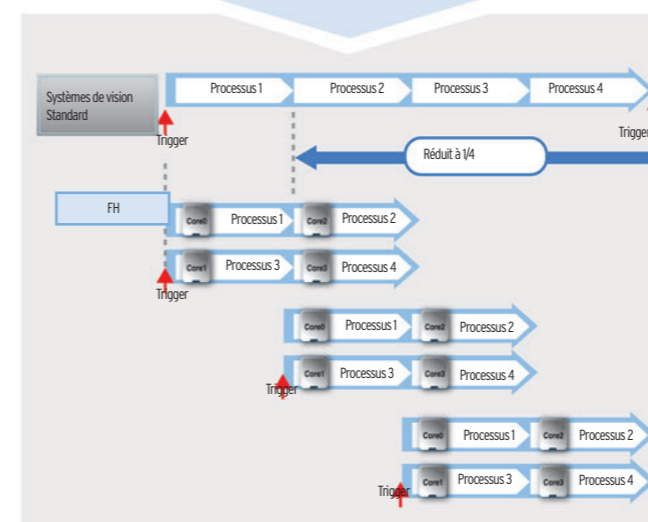 Systèmes de vision
Standard
Processus 1 Processus 2 Processus 3 Processus 4
Trigger Trigger
Réduit à 1/4
FH
Core0 Processus 1 Core2 Processus 2
Core1 Processus 3 Core3 Processus 4
Trigger
Core0 Processus 1 Core2 Processus 2
Core1 Processus 3 Core3 Processus 4
Trigger
Core0 Processus 1 Core2 Processus 2
Core1 Processus 3 Core3 Processus 4
Trigger